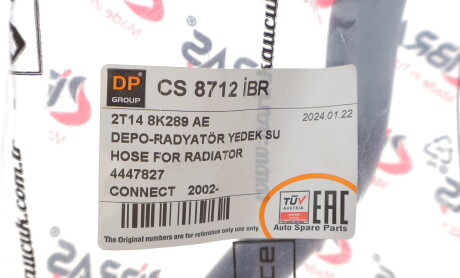 DP
GROUP
CS 8712 İBR
2T14 8K289 AE
2024.01.22
DEPO-RADYATÖR YEDEK SU
HOSE FOR RADIATOR
4447827
CONNECT 2002-
TÜV
AUSTRIA
EAC
Auto Spare Parts
The Original numbers are for reference only use only